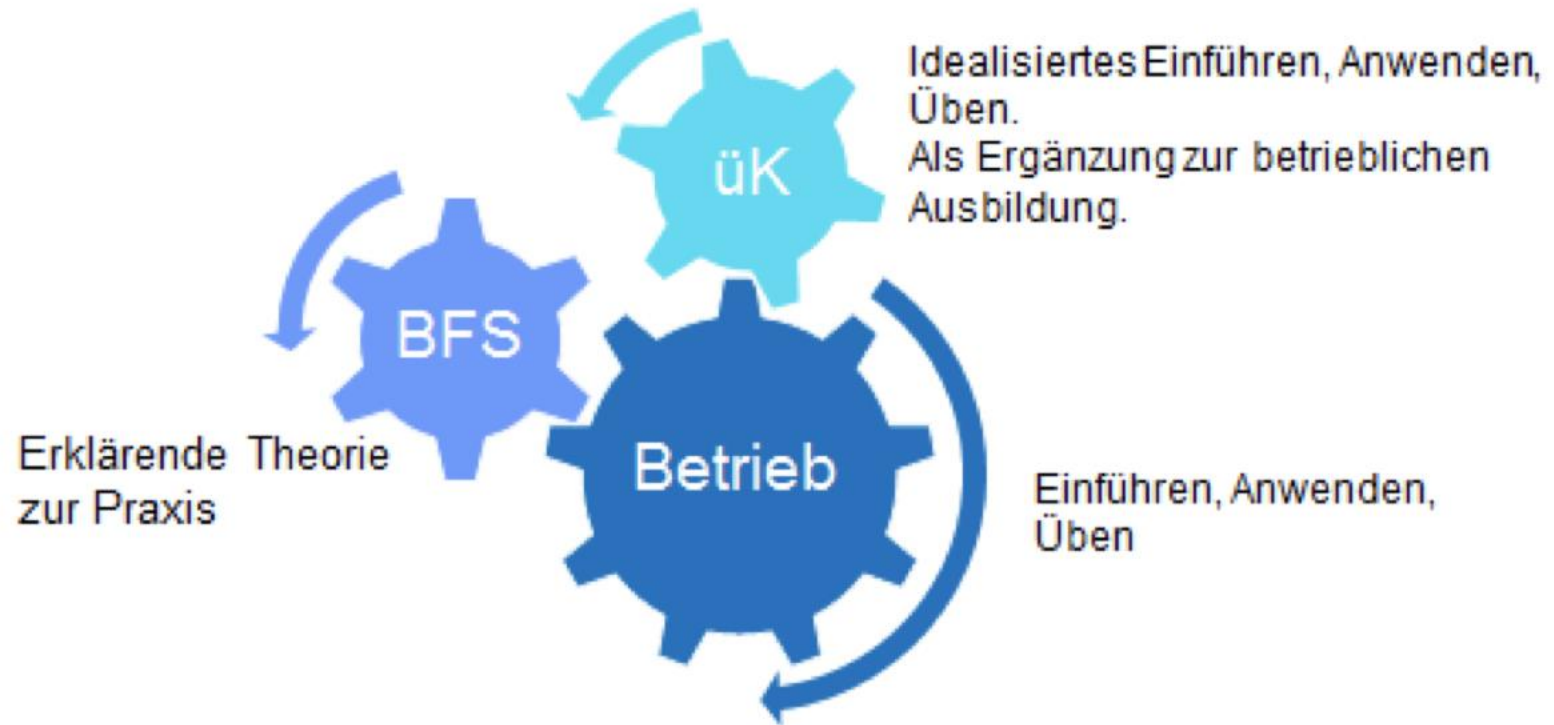 Idealisiertes Einführen, Anwenden,
Üben.
Als Ergänzung zur betrieblichen
Ausbildung.
üK
BFS
Erklärende Theorie
zur Praxis
Betrieb
Einführen, Anwenden,
Üben